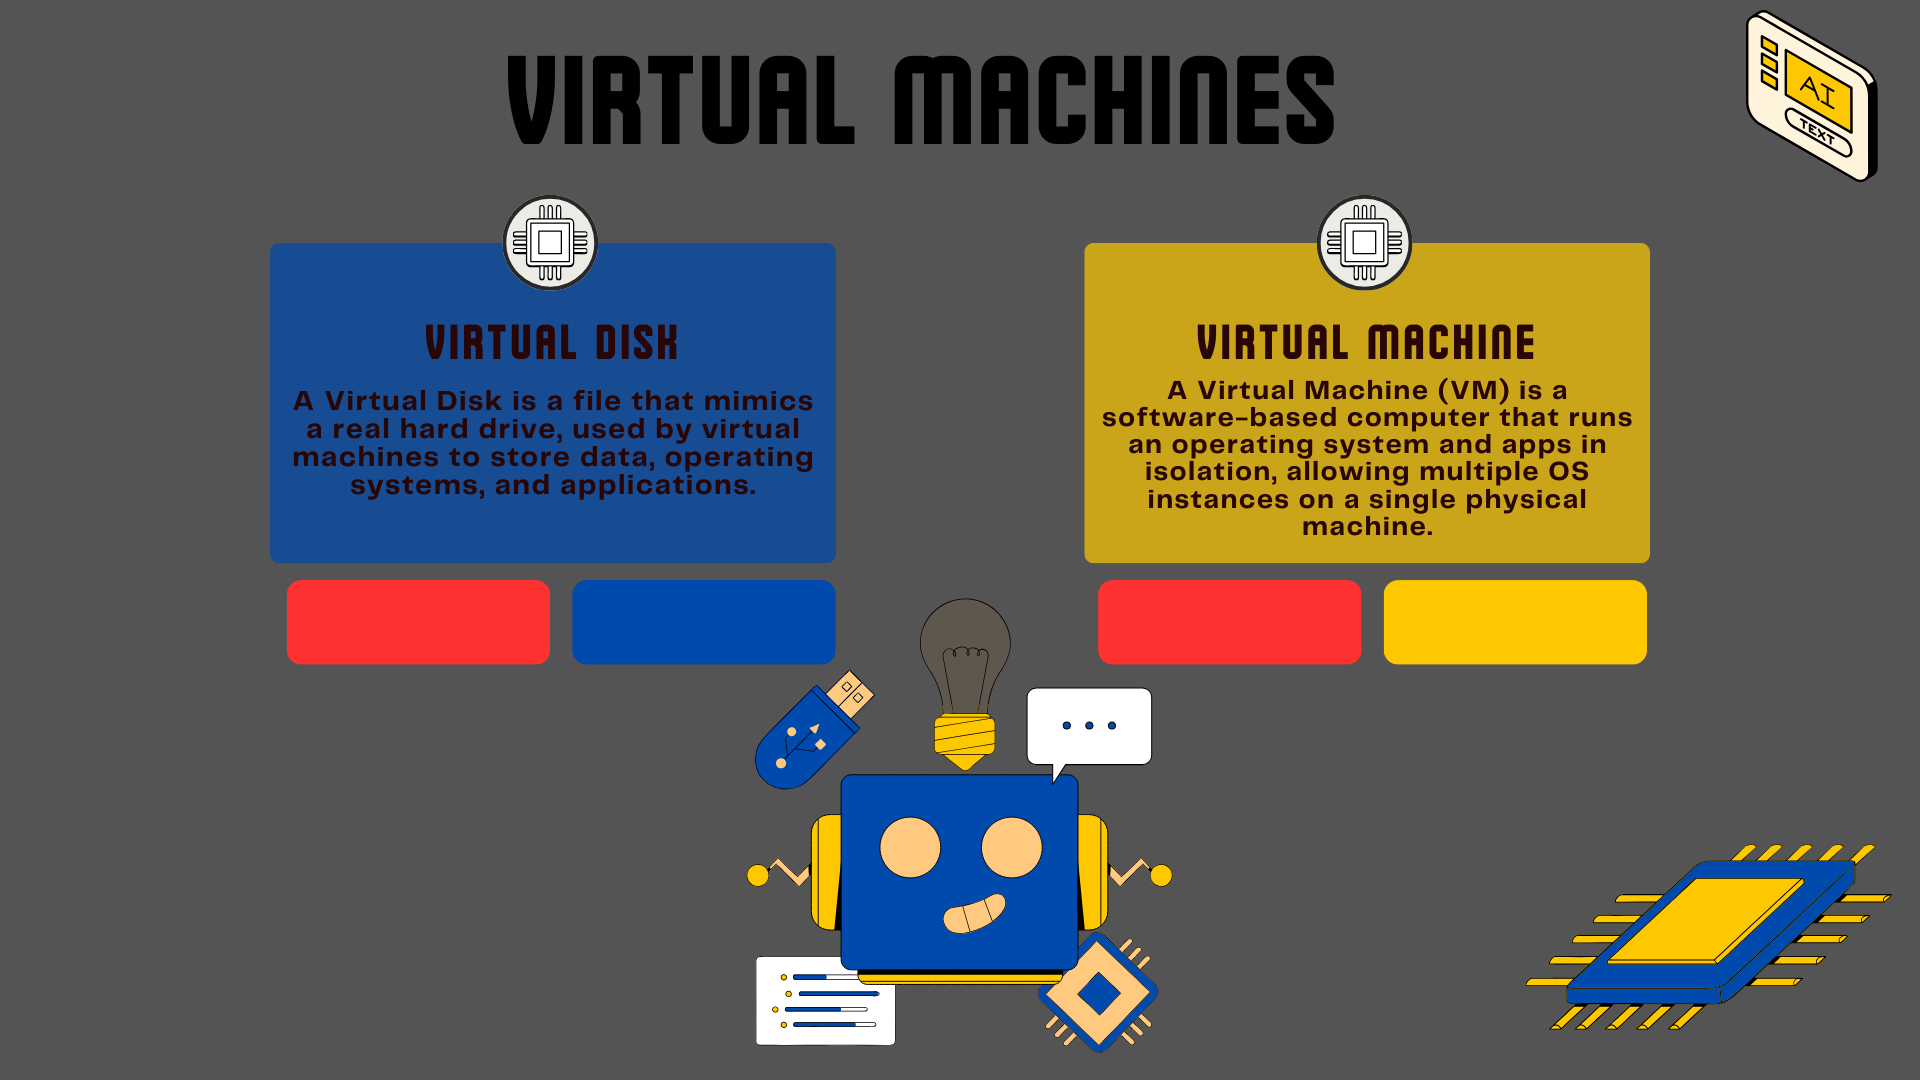 VIRTUAL MACHINES
AI
TEXT
VIRTUAL DISK
A Virtual Disk is a file that mimics
a real hard drive, used by virtual
machines to store data, operating
systems, and applications.
VIRTUAL MACHINE
A Virtual Machine (VM) is a
software-based computer that runs
an operating system and apps in
isolation, allowing multiple OS
instances on a single physical
machine.